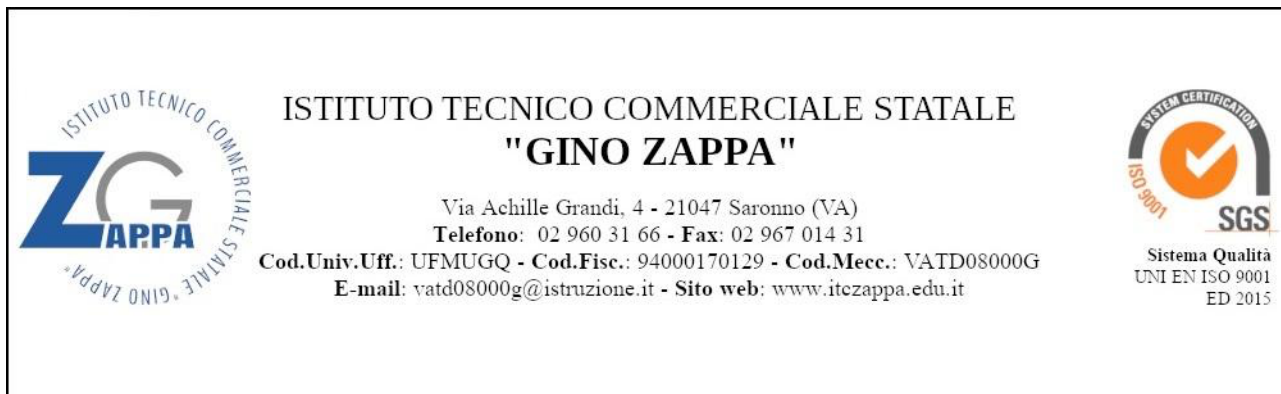 ISTITUTO TECNICO COMMERCIALE STATALE "GINO ZAPPA"
ZG
APPA
ISTITUTO TECNICO COMMERCIALE STATALE
"GINO ZAPPA"
Via Achille Grandi, 4 - 21047 Saronno (VA)
Telefono: 02 960 31 66 - Fax: 02 967 014 31
Cod.Univ.Uff.: UFMUGQ - Cod.Fisc.: 94000170129 - Cod.Mecc.: VATD08000G
E-mail: vatd08000g@istruzione.it - Sito web: www.itczappa.edu.it
SYSTEM CERTIFICATION
ISO 9001
SGS
Sistema Qualità
UNI EN ISO 9001
ED 2015